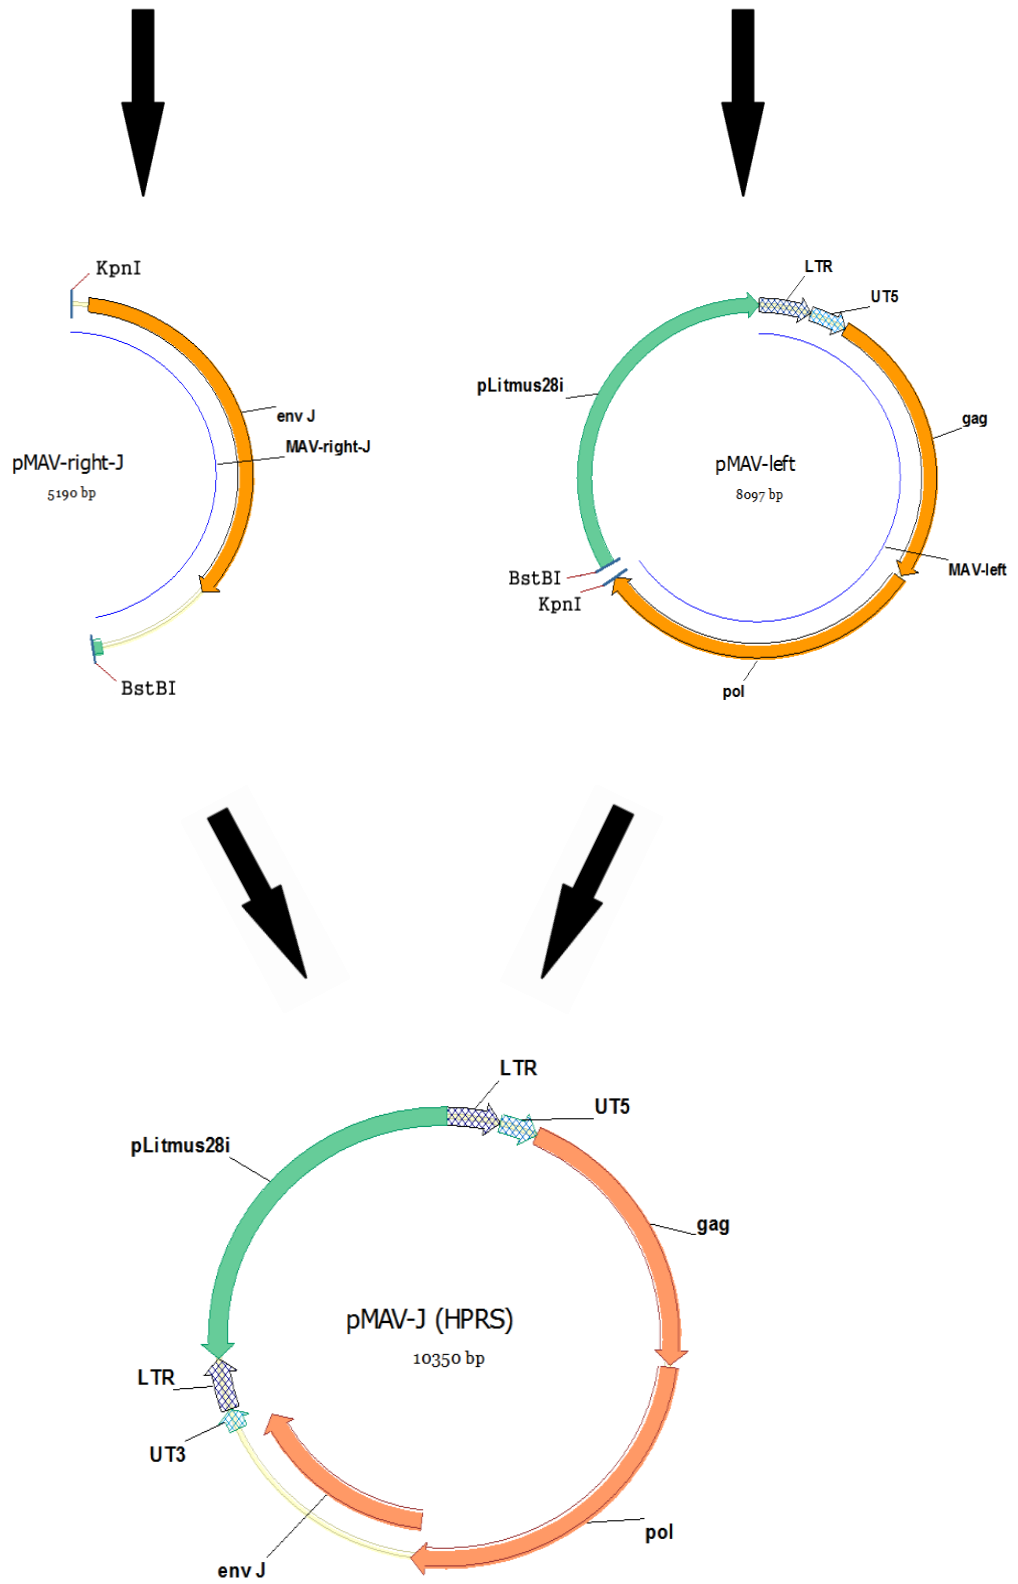 KpnI
env J
MAV-right-J
pMAV-right-J
5190 bp
BstBI
LTR
UT5
pLitmus28i
gag
pMAV-left
8097 bp
MAV-left
BstBI
KpnI
pol
LTR
UT5
pLitmus28i
gag
pMAV-J (HPRS)
10350 bp
LTR
UT3
pol
env J